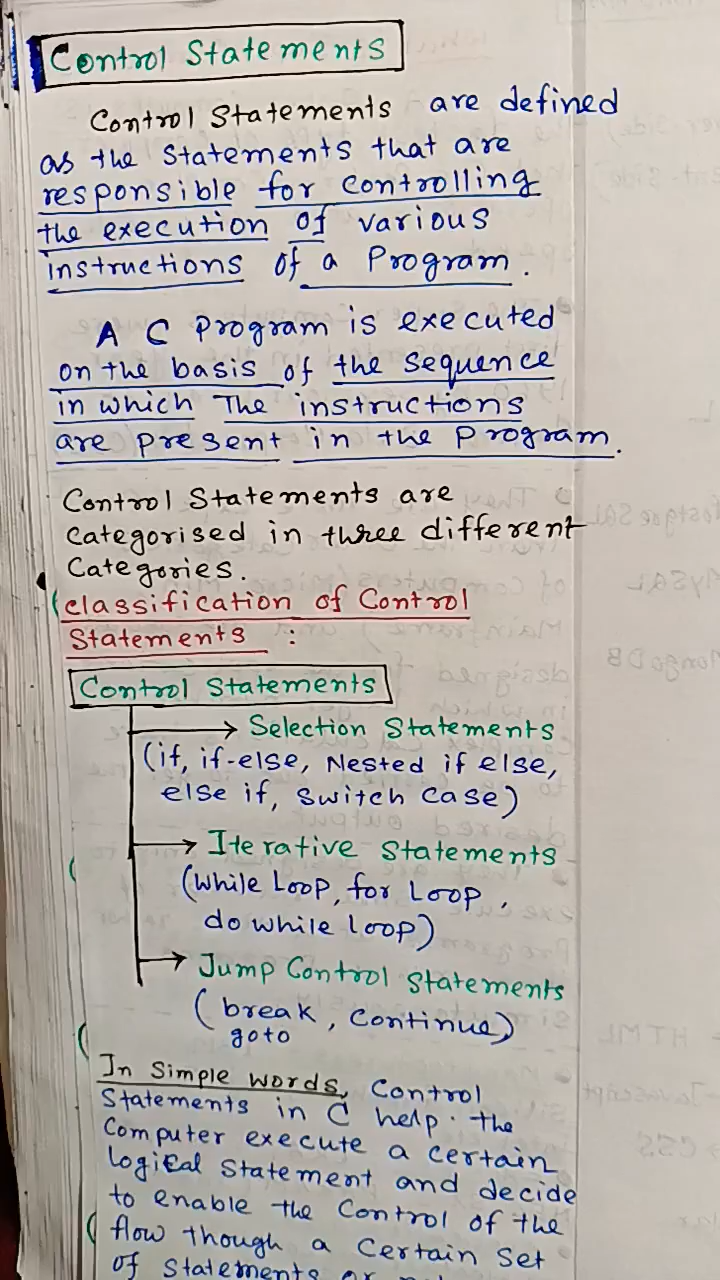 Control Statements
Control Statements are defined
as the statements that are
responsible for controlling
the execution of various
instructions of a Program.
A C Program is executed
on the basis of the sequence
in which The instructions
are present in the Program.
Control Statements are
Categorised in three different
Categories.
Classification of Control
Statements :
Control Statements
Selection Statements
(if, if-else, Nested if else,
else if, switch case)
Iterative Statements
(while Loop, for Loop,
do while loop)
Jump Control Statements
(break, continue)
goto
In Simple words, Control
Statements in C help. the
Computer execute a certain
logical statement and decide
to enable the Control of the
flow though a Certain Set
of Statements or